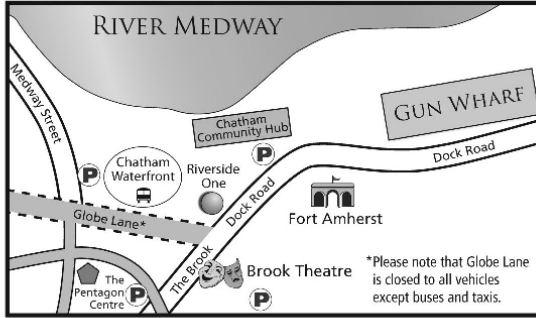 RIVER MEDWAY
Medway Street
GUN WHARF
Chatham
Community Hub
P
Dock Road
P
Chatham
Waterfront
Riverside
One
Dock Road
Fort Amherst
Globe Lane*
The Brook
Brook Theatre
The
Pentagon
Centre
P
P
*Please note that Globe Lane
is closed to all vehicles
except buses and taxis.